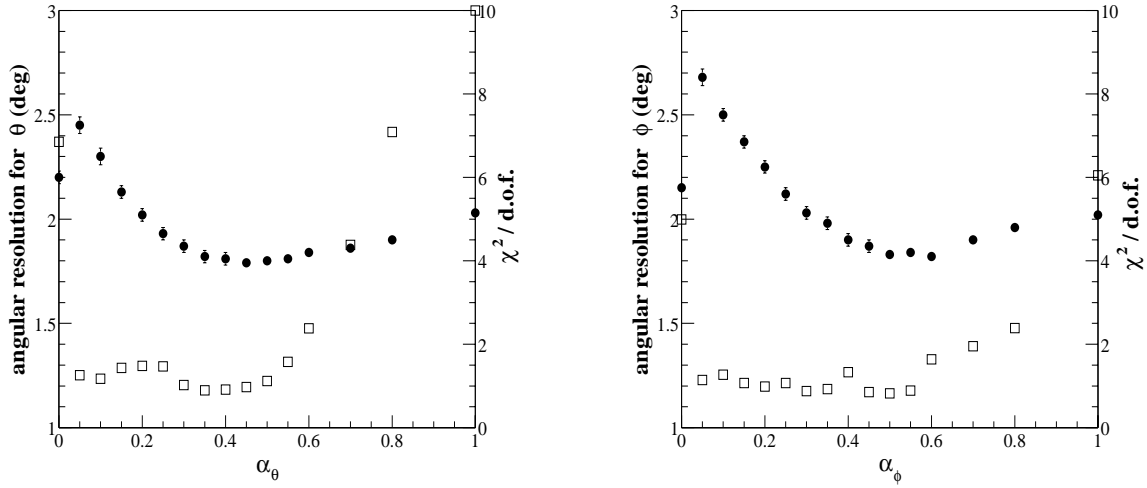 angular resolution for θ (deg)
3
2.5
2
1.5
1
10
8
6
4
2
0
χ² / d.o.f.
0 0.2 0.4 0.6 0.8 1
α_θ
angular resolution for ϕ (deg)
3
2.5
2
1.5
1
10
8
6
4
2
0
χ² / d.o.f.
0 0.2 0.4 0.6 0.8 1
α_ϕ